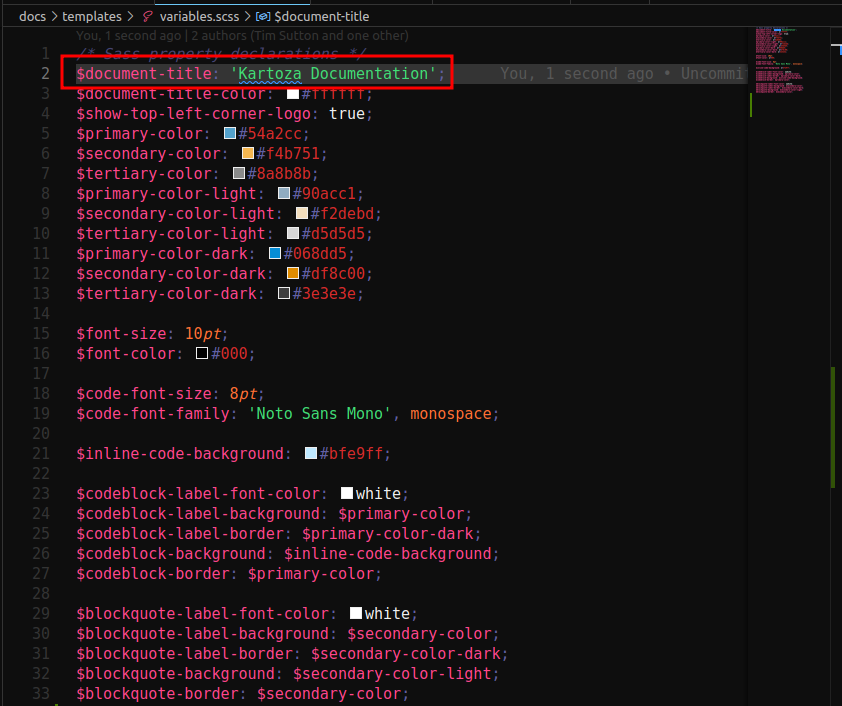 docs > templates > variables.scss > $document-title
You, 1 second ago | 2 authors (Tim Sutton and one other)
1 /* Sass property declarations */
2 $document-title: 'Kartoza Documentation'; You, 1 second ago • Uncommi
3 $document-title-color: #ffffff;
4 $show-top-left-corner-logo: true;
5 $primary-color: #54a2cc;
6 $secondary-color: #f4b751;
7 $tertiary-color: #8a8b8b;
8 $primary-color-light: #90acc1;
9 $secondary-color-light: #f2debd;
10 $tertiary-color-light: #d5d5d5;
11 $primary-color-dark: #068dd5;
12 $secondary-color-dark: #df8c00;
13 $tertiary-color-dark: #3e3e3e;
14
15 $font-size: 10pt;
16 $font-color: #000;
17
18 $code-font-size: 8pt;
19 $code-font-family: 'Noto Sans Mono', monospace;
20
21 $inline-code-background: #bfe9ff;
22
23 $codeblock-label-font-color: white;
24 $codeblock-label-background: $primary-color;
25 $codeblock-label-border: $primary-color-dark;
26 $codeblock-background: $inline-code-background;
27 $codeblock-border: $primary-color;
28
29 $blockquote-label-font-color: white;
30 $blockquote-label-background: $secondary-color;
31 $blockquote-label-border: $secondary-color-dark;
32 $blockquote-background: $secondary-color-light;
33 $blockquote-border: $secondary-color;